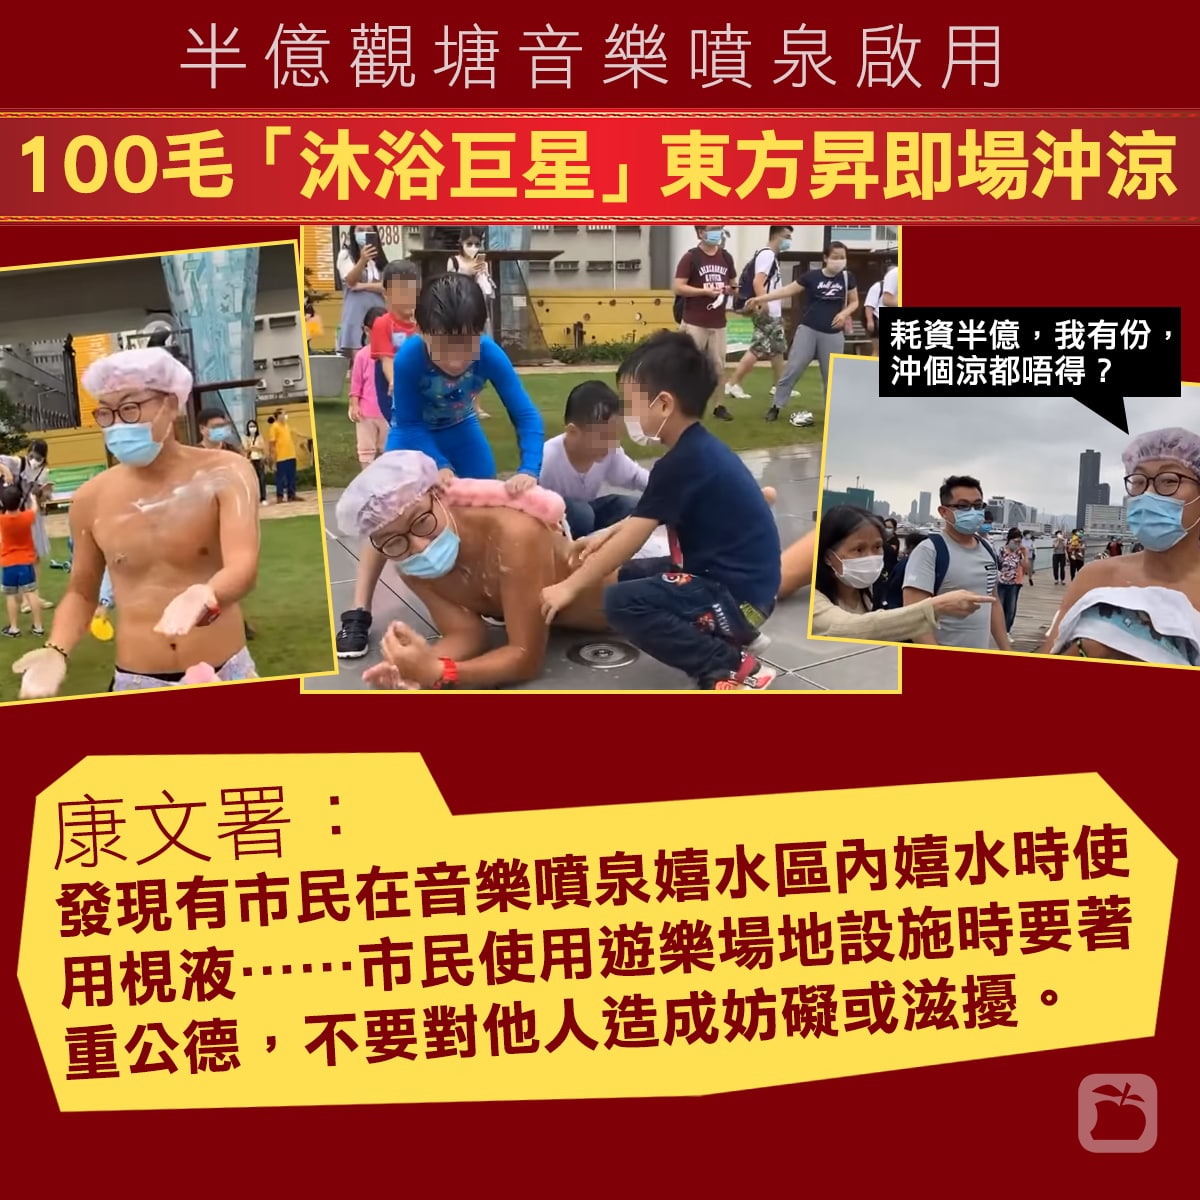 半億觀塘音樂噴泉啟用
100毛「沐浴巨星」東方昇即場沖涼
耗資半億，我有份，
沖個涼都唔得？
康文署：
發現有市民在音樂噴泉嬉水區內嬉水時使
用梘液……市民使用遊樂場地設施時要著
重公德，不要對他人造成妨礙或滋擾。